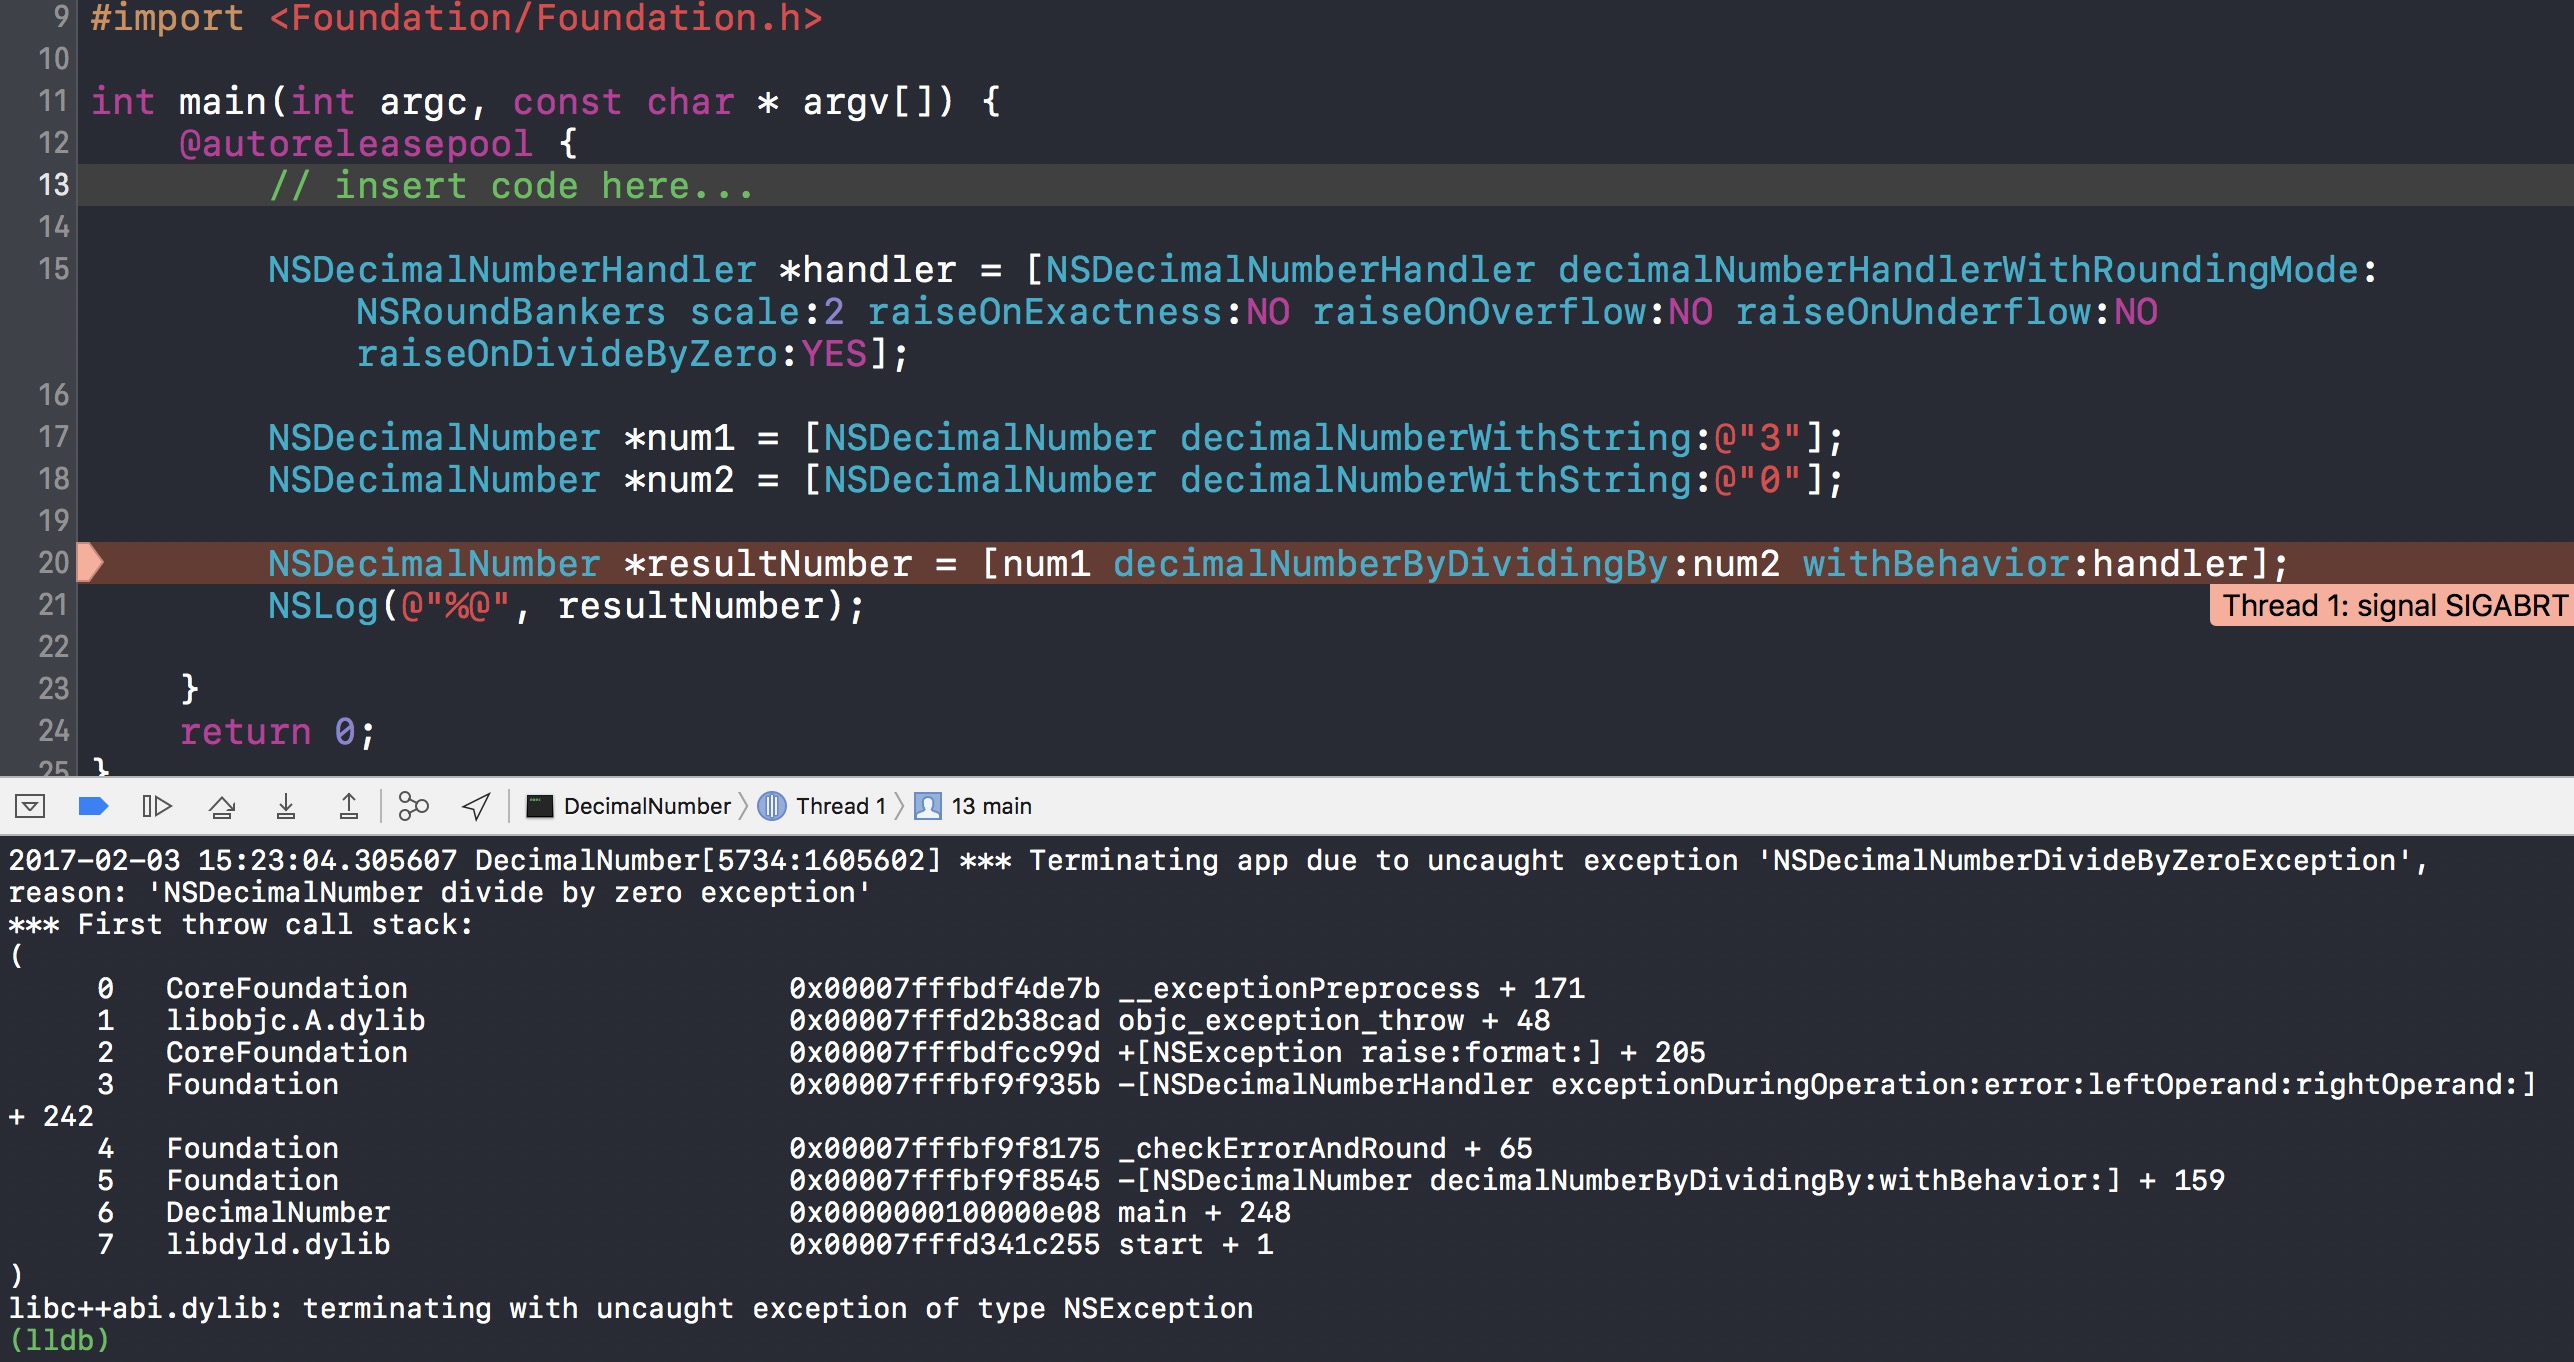 9 #import <Foundation/Foundation.h>
10
11 int main(int argc, const char * argv[]) {
12 @autoreleasepool {
13 // insert code here...
14
15 NSDecimalNumberHandler *handler = [NSDecimalNumberHandler decimalNumberHandlerWithRoundingMode:
NSRoundBankers scale:2 raiseOnExactness:NO raiseOnOverflow:NO raiseOnUnderflow:NO
raiseOnDivideByZero:YES];
16
17 NSDecimalNumber *num1 = [NSDecimalNumber decimalNumberWithString:@"3"];
18 NSDecimalNumber *num2 = [NSDecimalNumber decimalNumberWithString:@"0"];
19
20 NSDecimalNumber *resultNumber = [num1 decimalNumberByDividingBy:num2 withBehavior:handler];
21 NSLog(@"%@", resultNumber); Thread 1: signal SIGABRT
22
23 }
24 return 0;
25 }
DecimalNumber Thread 1 13 main
2017-02-03 15:23:04.305607 DecimalNumber[5734:1605602] *** Terminating app due to uncaught exception 'NSDecimalNumberDivideByZeroException',
reason: 'NSDecimalNumber divide by zero exception'
*** First throw call stack:
(
0 CoreFoundation 0x00007fffbdf4de7b __exceptionPreprocess + 171
1 libobjc.A.dylib 0x00007fffd2b38cad objc_exception_throw + 48
2 CoreFoundation 0x00007fffbdfcc99d +[NSException raise:format:] + 205
3 Foundation 0x00007fffbf9f935b -[NSDecimalNumberHandler exceptionDuringOperation:error:leftOperand:rightOperand:]
+ 242
4 Foundation 0x00007fffbf9f8175 _checkErrorAndRound + 65
5 Foundation 0x00007fffbf9f8545 -[NSDecimalNumber decimalNumberByDividingBy:withBehavior:] + 159
6 DecimalNumber 0x0000000100000e08 main + 248
7 libdyld.dylib 0x00007fffd341c255 start + 1
)
libc++abi.dylib: terminating with uncaught exception of type NSException
(lldb)